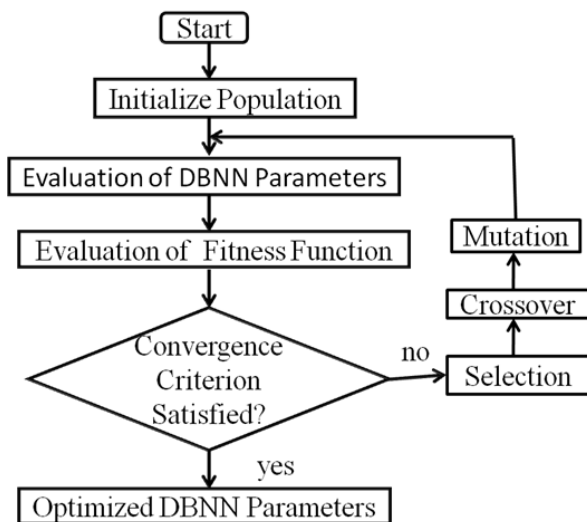 Start
Initialize Population
Evaluation of DBNN Parameters
Evaluation of Fitness Function
Convergence
Criterion
Satisfied?
no
Selection
Crossover
Mutation
yes
Optimized DBNN Parameters